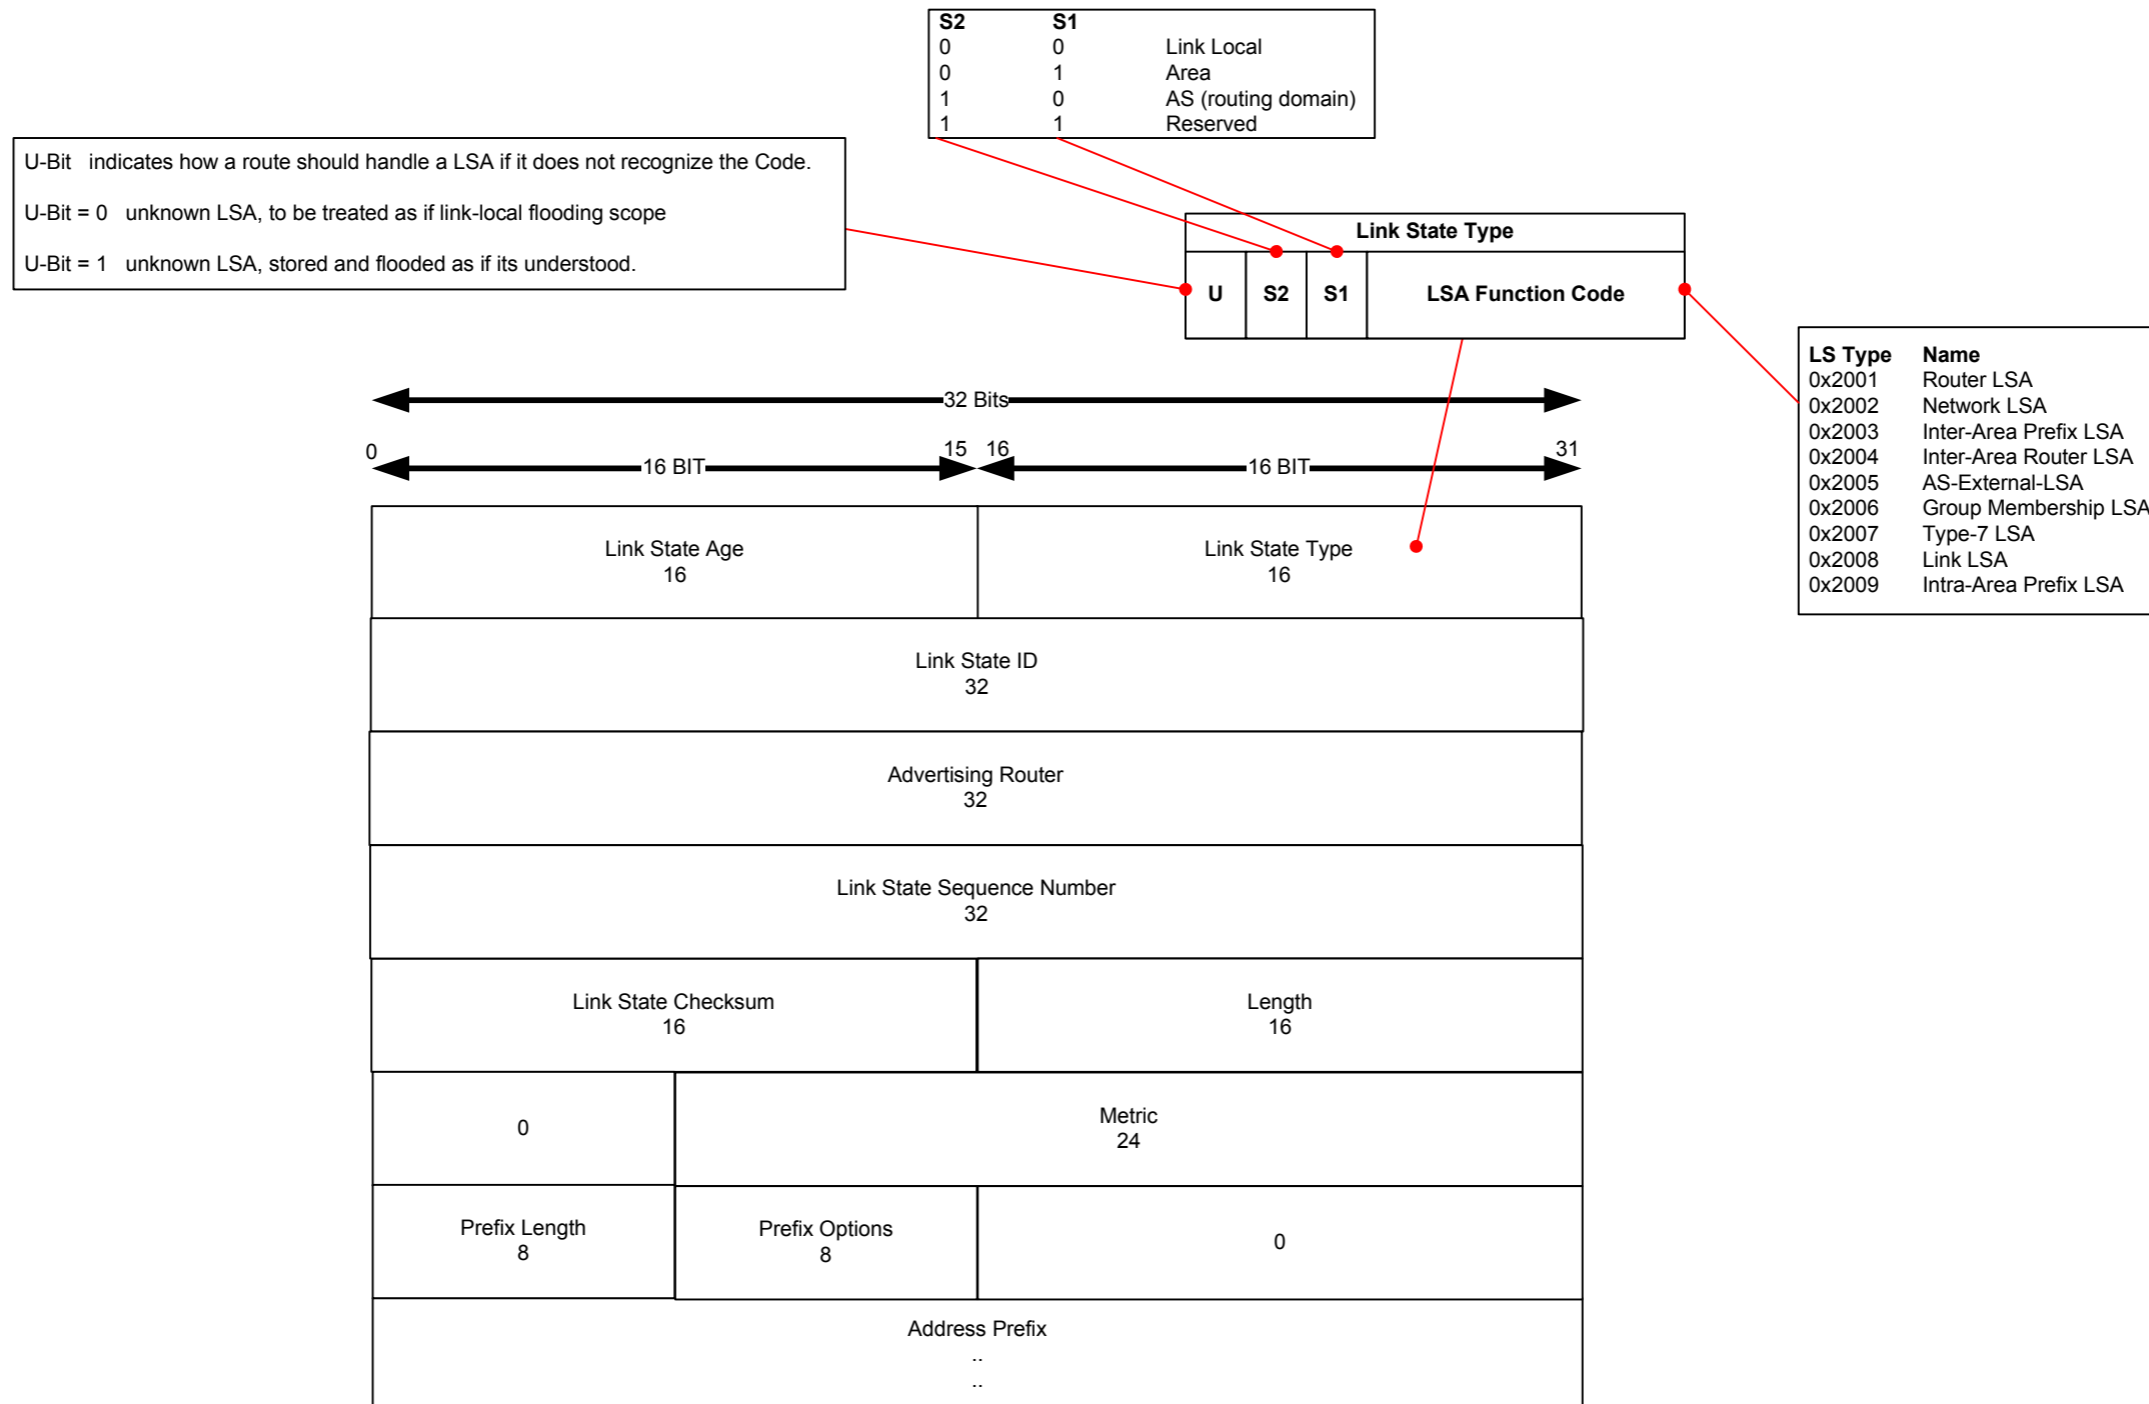 S2 S1
0 0 Link Local
0 1 Area
1 0 AS (routing domain)
1 1 Reserved
U-Bit indicates how a route should handle a LSA if it does not recognize the Code.
U-Bit = 0 unknown LSA, to be treated as if link-local flooding scope
U-Bit = 1 unknown LSA, stored and flooded as if its understood.
Link State Type
U S2 S1 LSA Function Code
LS Type Name
0x2001 Router LSA
0x2002 Network LSA
0x2003 Inter-Area Prefix LSA
0x2004 Inter-Area Router LSA
0x2005 AS-External-LSA
0x2006 Group Membership LSA
0x2007 Type-7 LSA
0x2008 Link LSA
0x2009 Intra-Area Prefix LSA
32 Bits
0 15 16 31
16 BIT 16 BIT
Link State Age Link State Type
16 16
Link State ID
32
Advertising Router
32
Link State Sequence Number
32
Link State Checksum Length
16 16
0 Metric
24
Prefix Length Prefix Options 0
8 8
Address Prefix
..
..